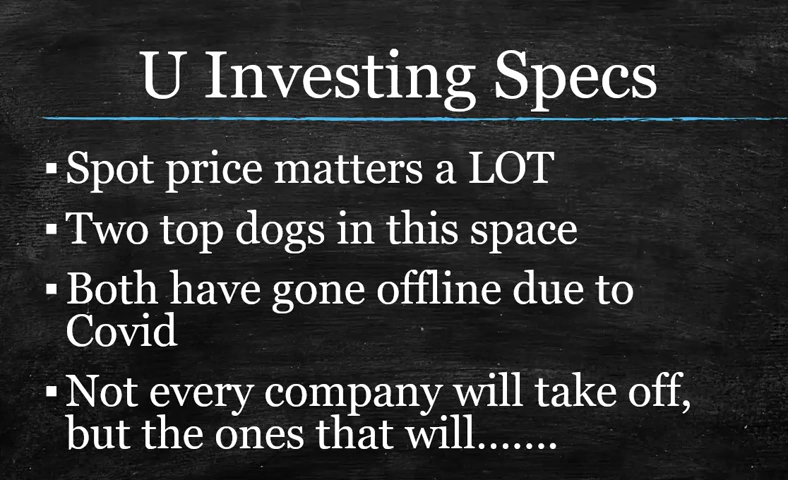 U Investing Specs
▪ Spot price matters a LOT
▪ Two top dogs in this space
▪ Both have gone offline due to
Covid
▪ Not every company will take off,
but the ones that will…….